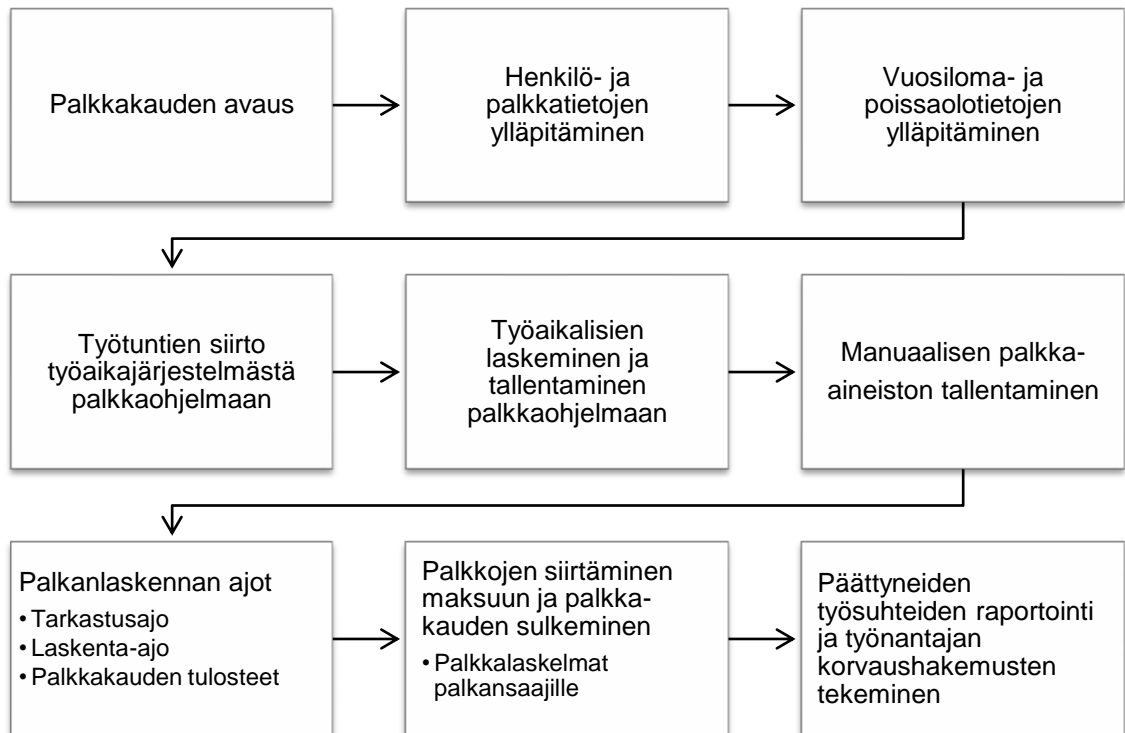 Palkkakauden avaus
Henkilö- ja
palkkatietojen
ylläpitäminen
Vuosiloma- ja
poissaolotietojen
ylläpitäminen
Työtuntien siirto
työaikajärjestelmästä
palkkaohjelmaan
Työaikalisien
laskeminen ja
tallentaminen
palkkaohjelmaan
Manuaalisen palkka-
aineiston tallentaminen
Palkanlaskennan ajot
• Tarkastusajo
• Laskenta-ajo
• Palkkakauden tulosteet
Palkkojen siirtäminen
maksuun ja palkka-
kauden sulkeminen
• Palkkalaskelmat
palkansaajille
Päättyneiden
työsuhteiden raportointi
ja työnantajan
korvaushakemusten
tekeminen